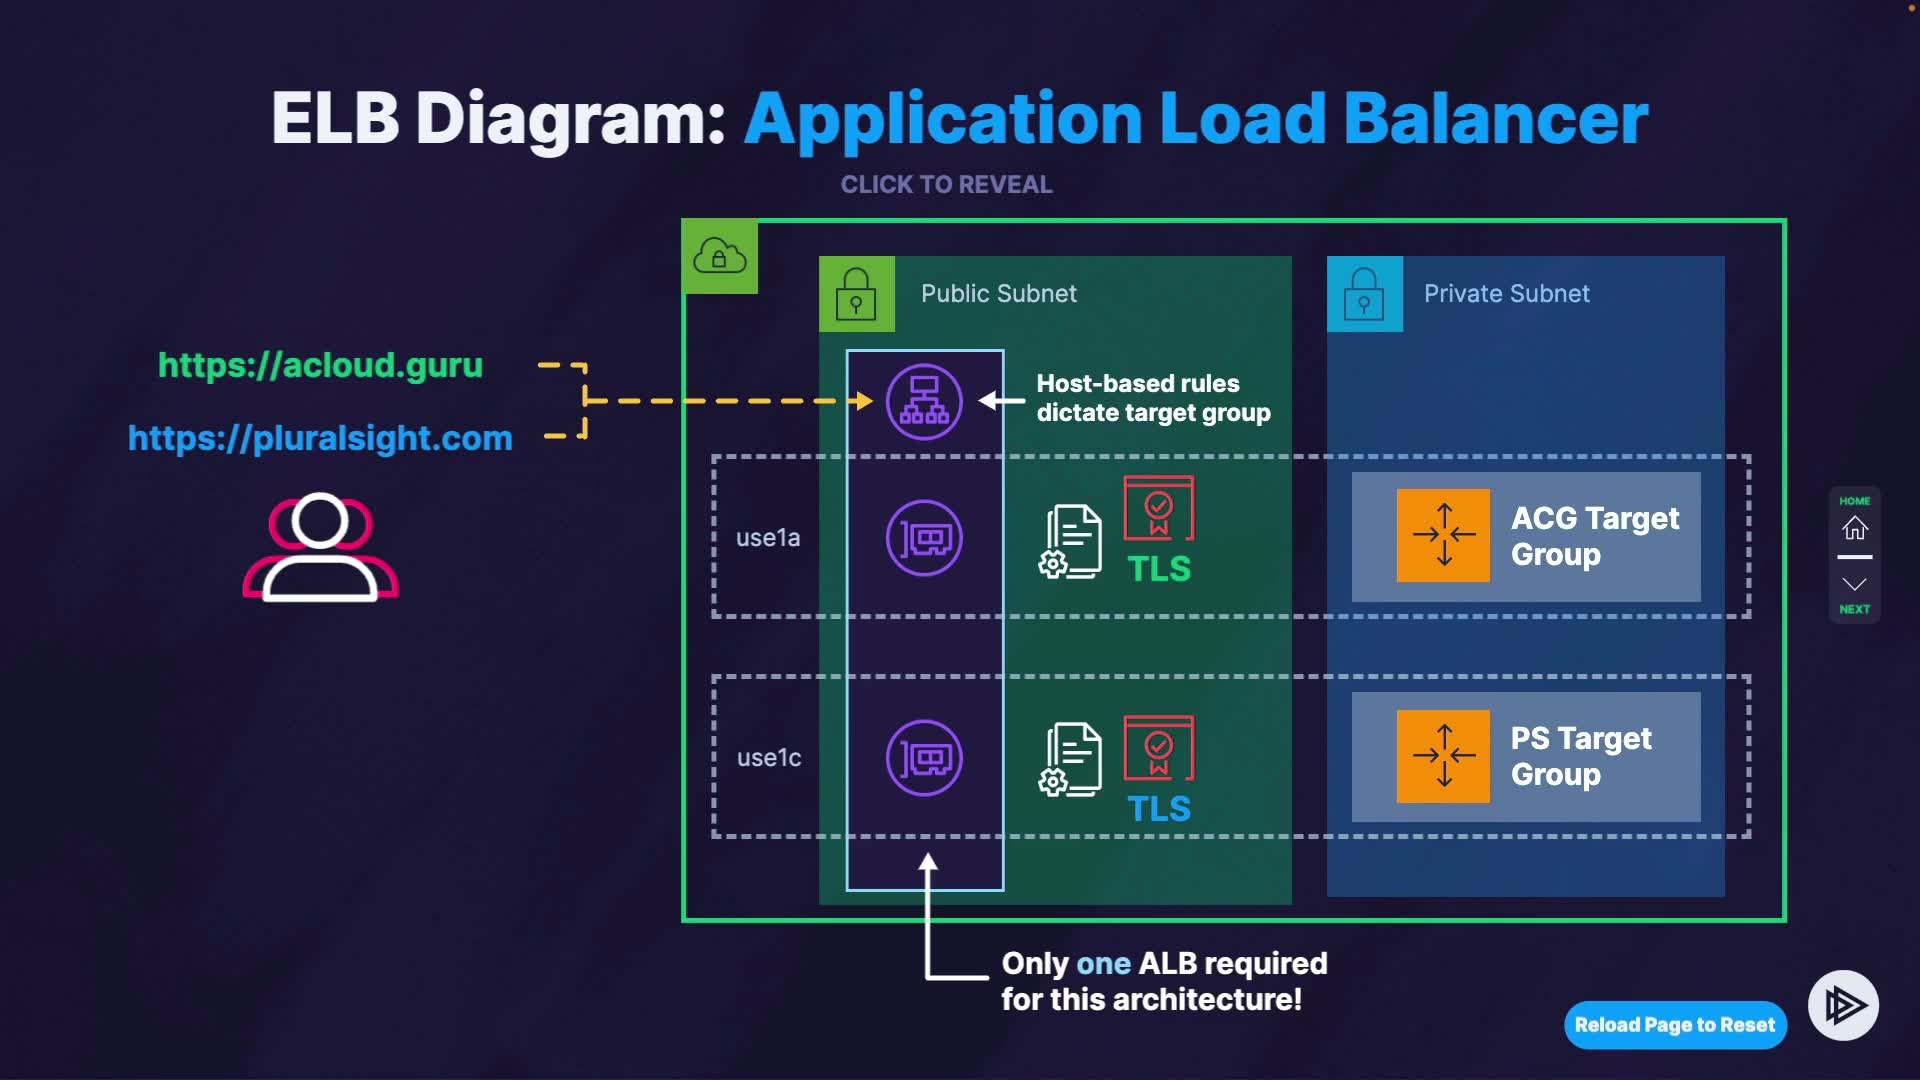 ELB Diagram: Application Load Balancer
CLICK TO REVEAL
Public Subnet
Private Subnet
https://acloud.guru
https://pluralsight.com
Host-based rules
dictate target group
use1a
TLS
ACG Target
Group
use1c
TLS
PS Target
Group
Only one ALB required
for this architecture!
HOME
NEXT
Reload Page to Reset